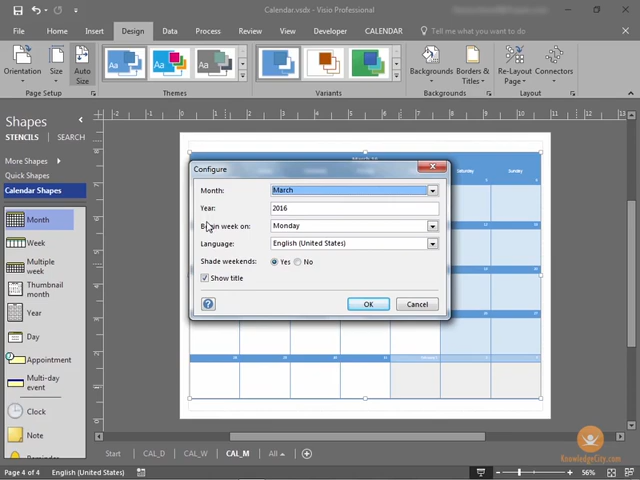 Calendar.vsdx - Visio Professional
File Home Insert Design Data Process Review View Developer CALENDAR Tell me what you want to do...
Orientation Size Auto Size
Aa Aa Aa
Backgrounds Borders & Titles Re-Layout Page Connectors
Page Setup Themes Variants Backgrounds Layout
Shapes
STENCILS SEARCH
More Shapes
Quick Shapes
Calendar Shapes
Month
Week
Multiple week
Thumbnail month
Year
Day
Appointment
Multi-day event
Clock
Note
Saturday Sunday
Configure
Month: March
Year: 2016
Begin week on: Monday
Language: English (United States)
Shade weekends: Yes No
Show title
OK Cancel
Start CAL_D CAL_W CAL_M All
KnowledgeCity.com
Page 4 of 4 English (United States) 56%